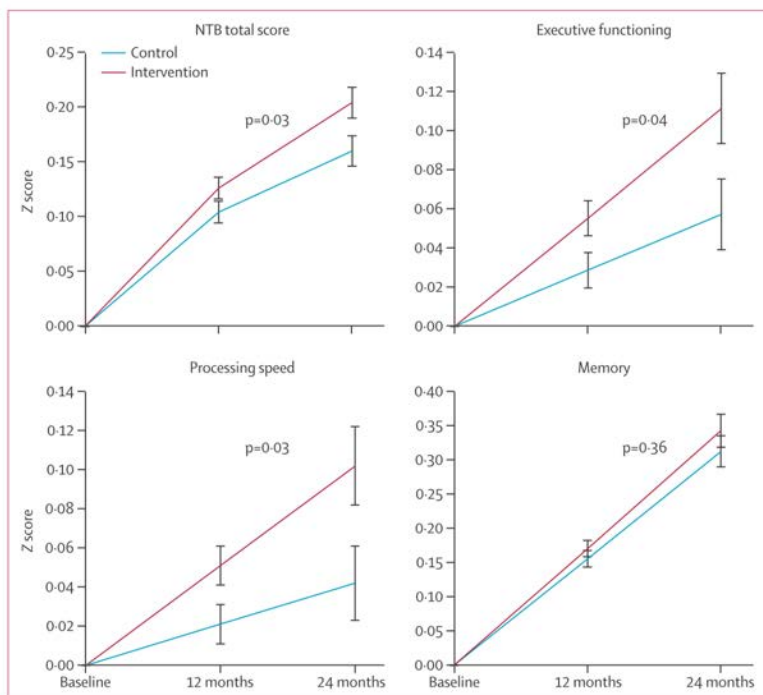 NTB total score
Control
Intervention
Z score
0·25
0·20
0·15
0·10
0·05
0·00
p=0·03
Executive functioning
0·14
0·12
0·10
0·08
0·06
0·04
0·02
0·00
p=0·04
Processing speed
Z score
0·14
0·12
0·10
0·08
0·06
0·04
0·02
0·00
p=0·03
Baseline
12 months
24 months
Memory
0·40
0·35
0·30
0·25
0·20
0·15
0·10
0·05
0·00
p=0·36
Baseline
12 months
24 months